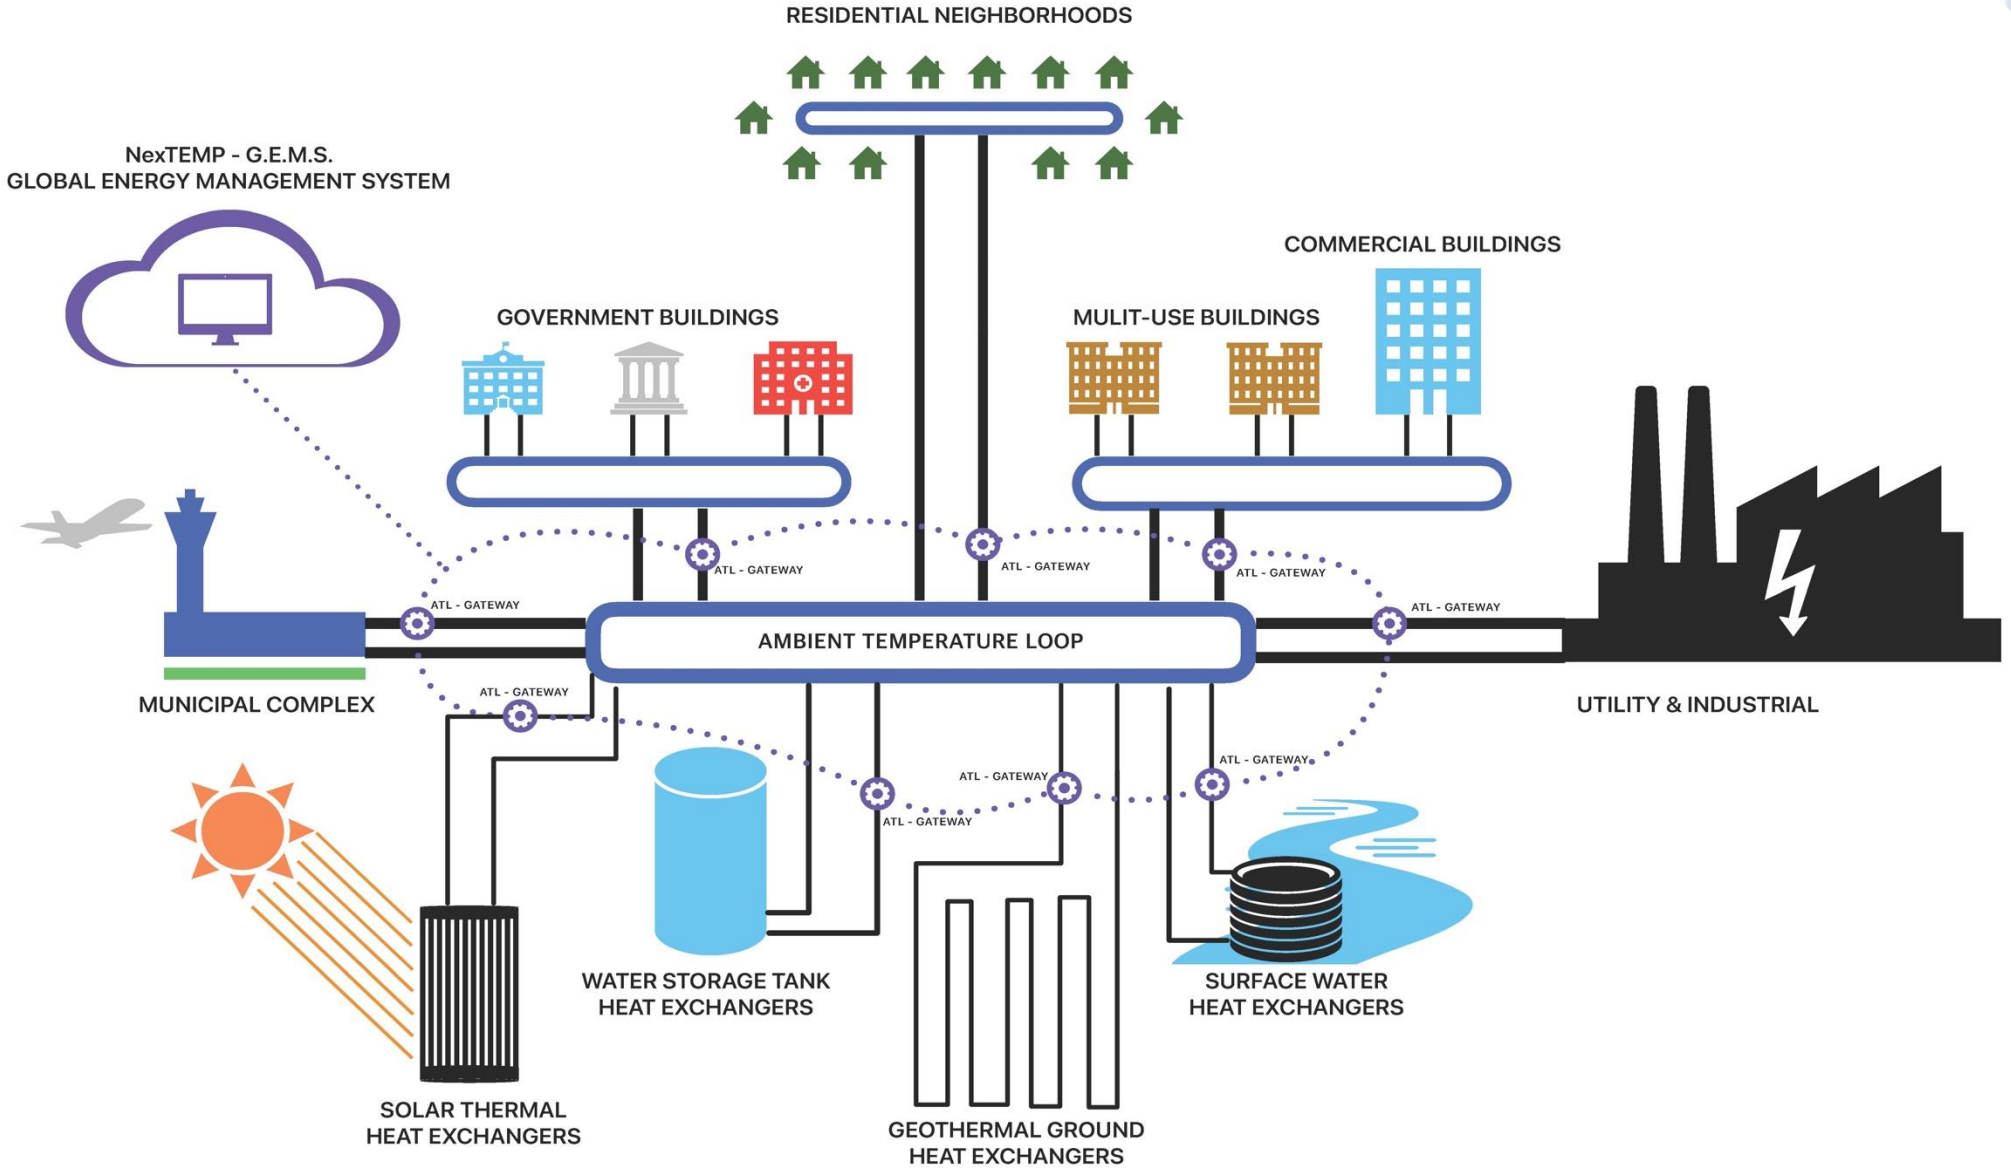 RESIDENTIAL NEIGHBORHOODS
NexTEMP - G.E.M.S.
GLOBAL ENERGY MANAGEMENT SYSTEM
COMMERCIAL BUILDINGS
GOVERNMENT BUILDINGS
MULIT-USE BUILDINGS
ATL - GATEWAY
ATL - GATEWAY
ATL - GATEWAY
ATL - GATEWAY
ATL - GATEWAY
AMBIENT TEMPERATURE LOOP
ATL - GATEWAY
MUNICIPAL COMPLEX
UTILITY & INDUSTRIAL
ATL - GATEWAY
ATL - GATEWAY
ATL - GATEWAY
WATER STORAGE TANK
HEAT EXCHANGERS
SURFACE WATER
HEAT EXCHANGERS
SOLAR THERMAL
HEAT EXCHANGERS
GEOTHERMAL GROUND
HEAT EXCHANGERS